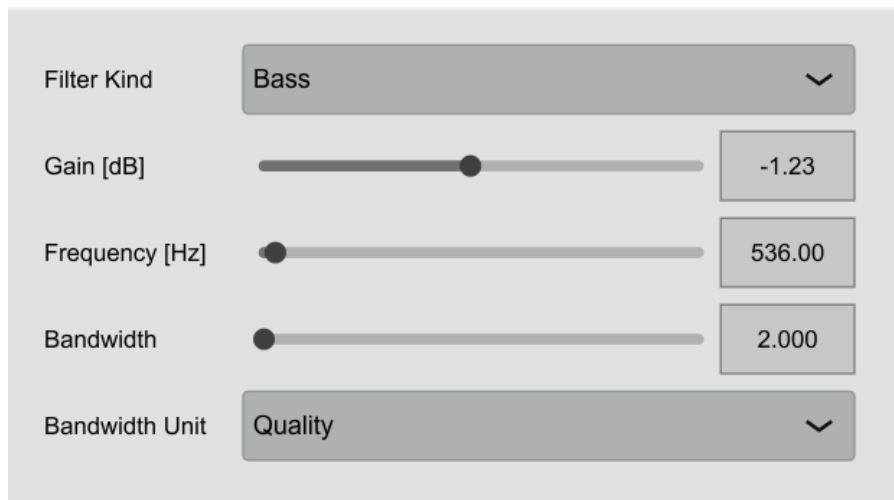 Filter Kind Bass
Gain [dB] -1.23
Frequency [Hz] 536.00
Bandwidth 2.000
Bandwidth Unit Quality